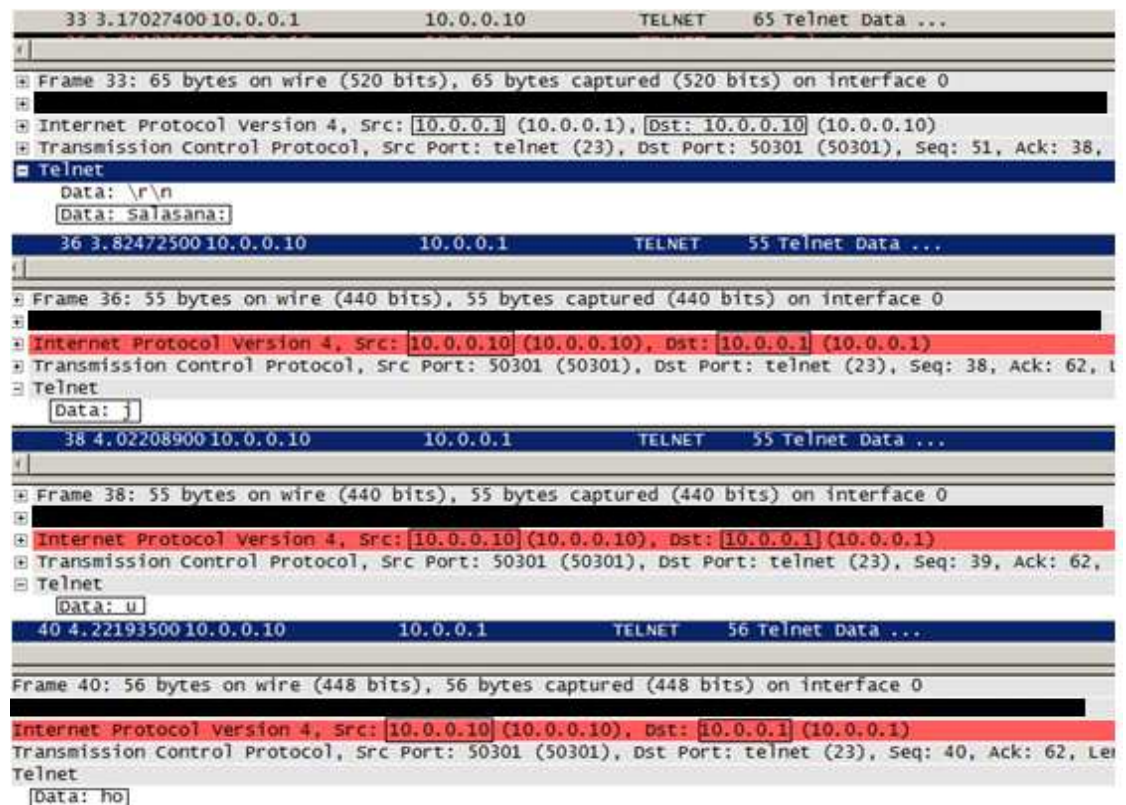 33 3.17027400 10.0.0.1 10.0.0.10 TELNET 65 Telnet Data ...
Frame 33: 65 bytes on wire (520 bits), 65 bytes captured (520 bits) on interface 0
Internet Protocol Version 4, Src: 10.0.0.1 (10.0.0.1), Dst: 10.0.0.10 (10.0.0.10)
Transmission Control Protocol, Src Port: telnet (23), Dst Port: 50301 (50301), Seq: 51, Ack: 38,
Telnet
Data: \r\n
Data: Salasana:
36 3.82472500 10.0.0.10 10.0.0.1 TELNET 55 Telnet Data ...
Frame 36: 55 bytes on wire (440 bits), 55 bytes captured (440 bits) on interface 0
Internet Protocol Version 4, Src: 10.0.0.10 (10.0.0.10), Dst: 10.0.0.1 (10.0.0.1)
Transmission Control Protocol, Src Port: 50301 (50301), Dst Port: telnet (23), Seq: 38, Ack: 62,
Telnet
Data: j
38 4.02208900 10.0.0.10 10.0.0.1 TELNET 55 Telnet Data ...
Frame 38: 55 bytes on wire (440 bits), 55 bytes captured (440 bits) on interface 0
Internet Protocol Version 4, Src: 10.0.0.10 (10.0.0.10), Dst: 10.0.0.1 (10.0.0.1)
Transmission Control Protocol, Src Port: 50301 (50301), Dst Port: telnet (23), Seq: 39, Ack: 62,
Telnet
Data: u
40 4.22193500 10.0.0.10 10.0.0.1 TELNET 56 Telnet Data ...
Frame 40: 56 bytes on wire (448 bits), 56 bytes captured (448 bits) on interface 0
Internet Protocol Version 4, Src: 10.0.0.10 (10.0.0.10), Dst: 10.0.0.1 (10.0.0.1)
Transmission Control Protocol, Src Port: 50301 (50301), Dst Port: telnet (23), Seq: 40, Ack: 62, Ler
Telnet
Data: ho